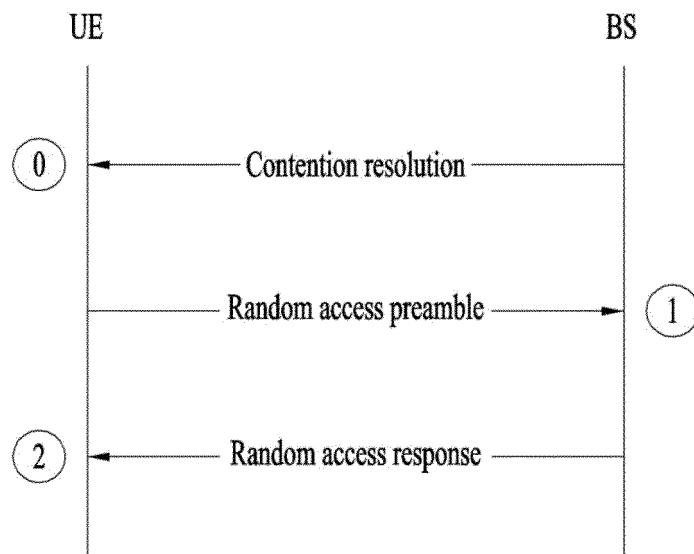 UE BS
0 Contention resolution
Random access preamble 1
2 Random access response